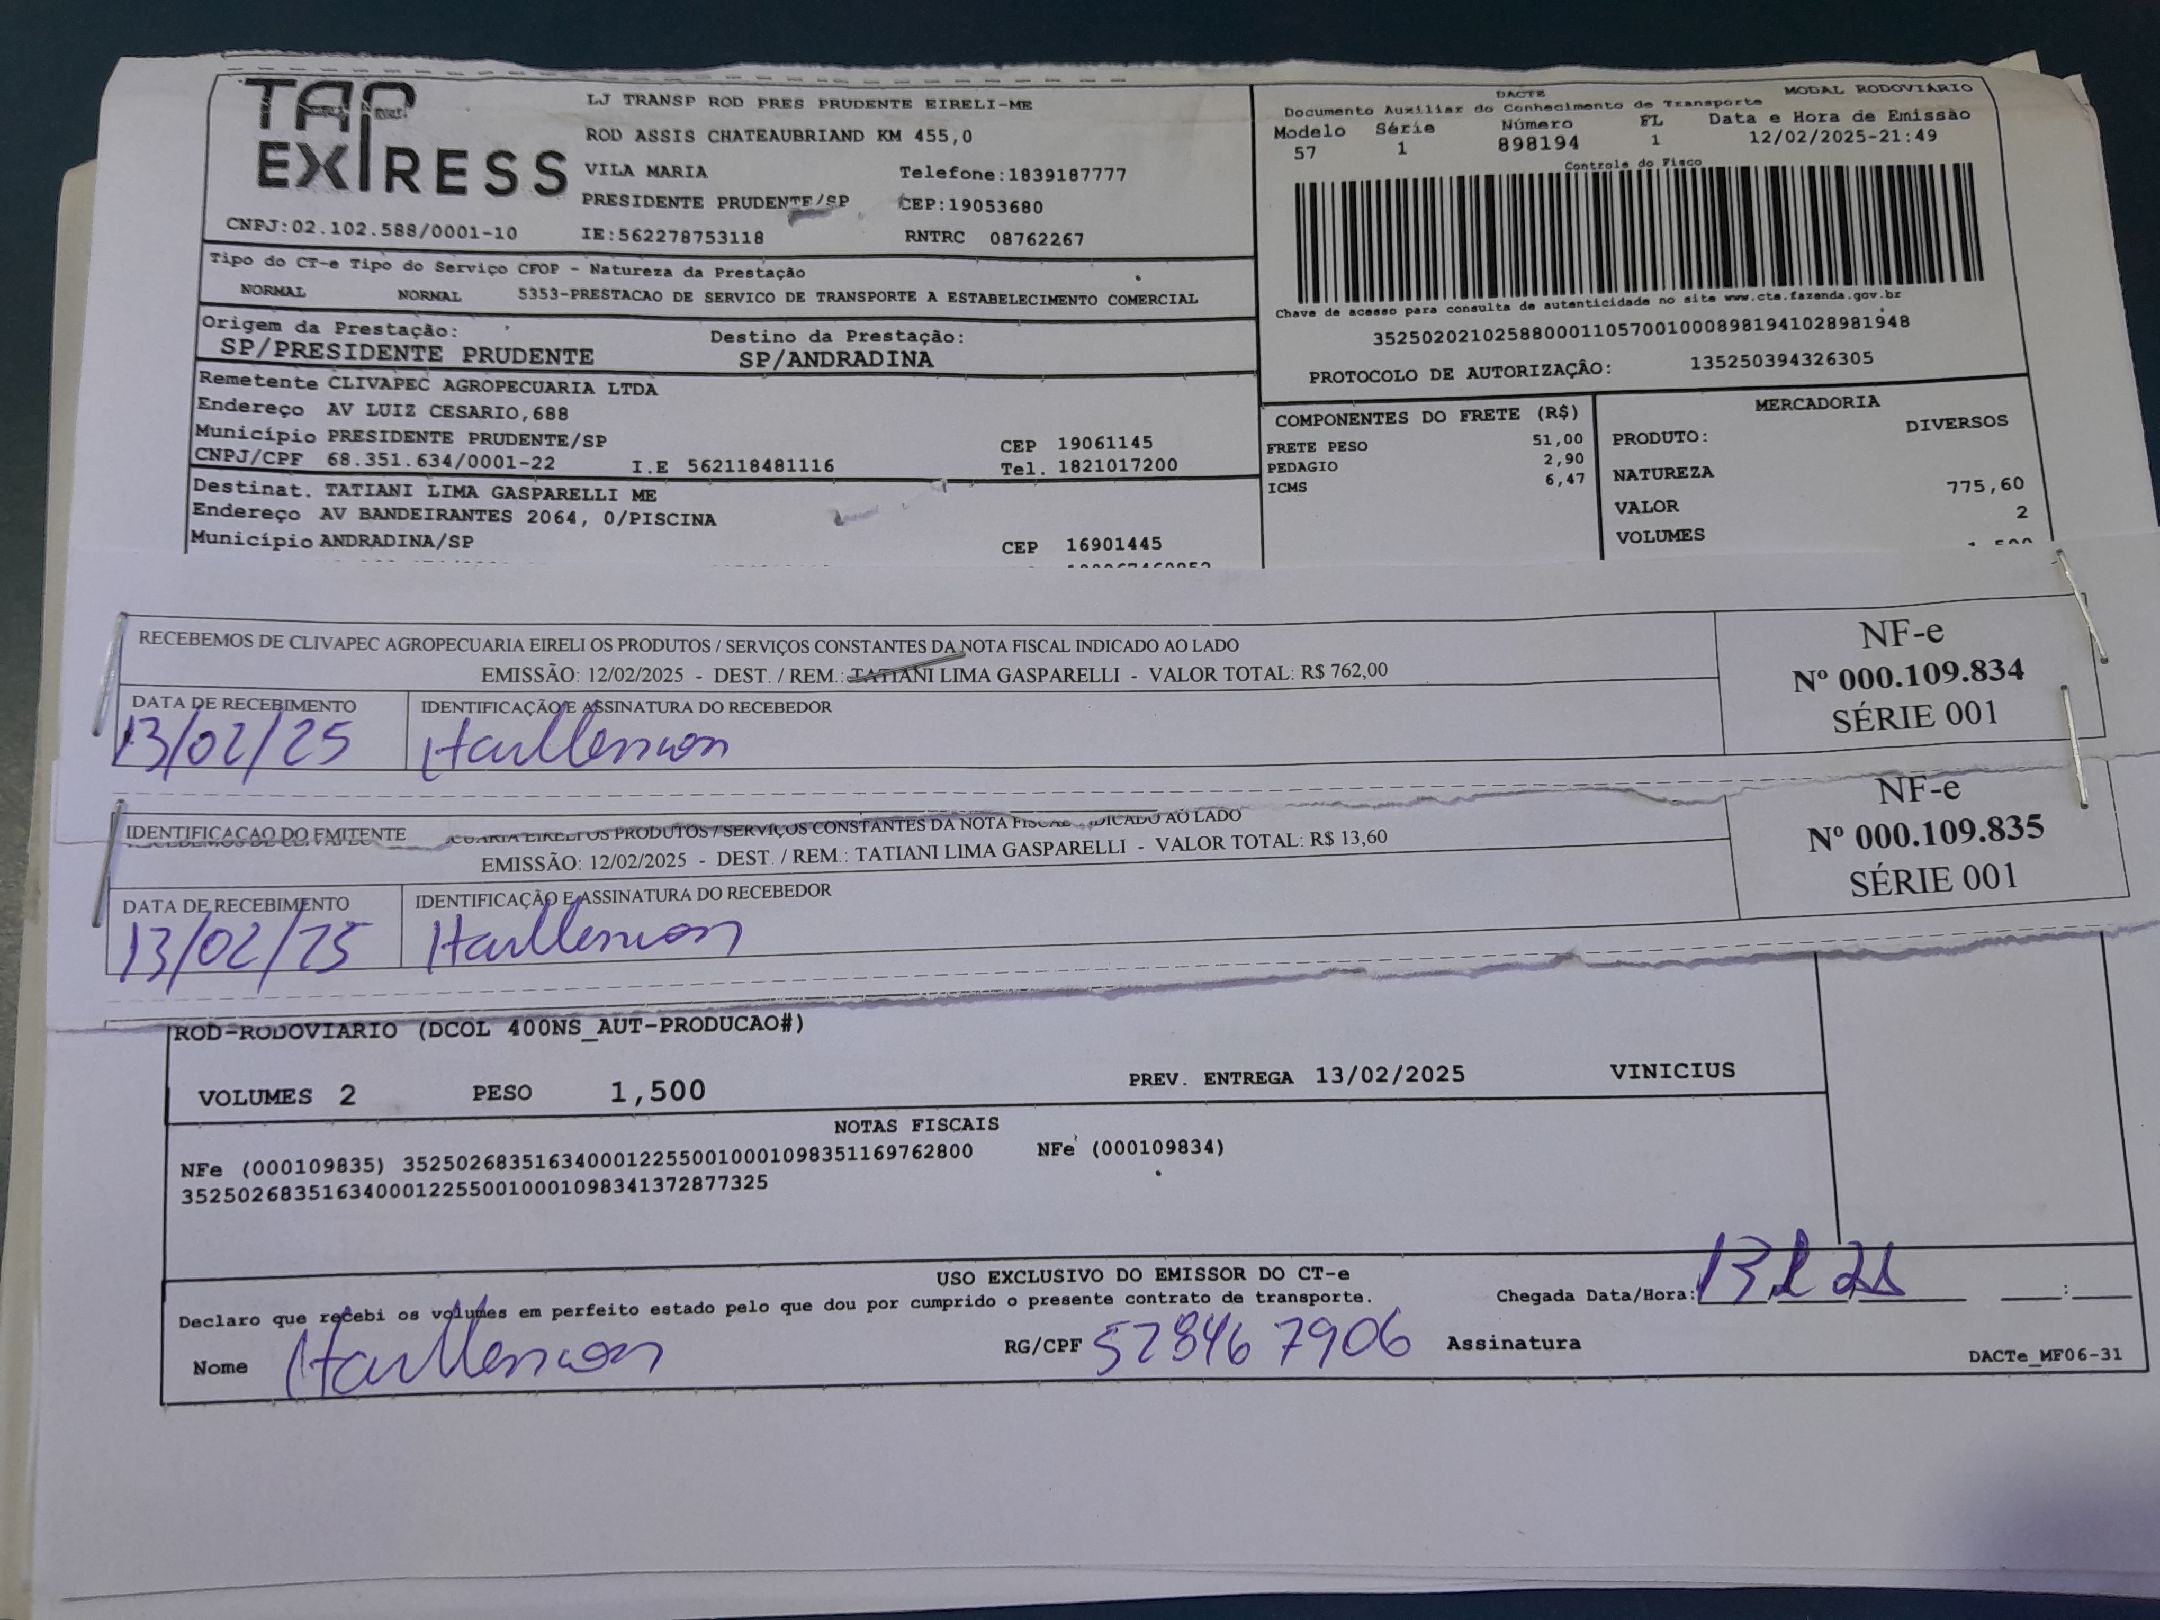 TAP EXPRESS
LJ TRANSP ROD PRES PRUDENTE EIRELI-ME
ROD ASSIS CHATEAUBRIAND KM 455,0
VILA MARIA Telefone:1839187777
PRESIDENTE PRUDENTE/SP CEP:19053680
CNPJ:02.102.588/0001-10 IE:562278753118 RNTRC 08762267
DACTE MODAL RODOVIÁRIO
Documento Auxiliar do Conhecimento de Transporte
Modelo Série Número FL Data e Hora de Emissão
57 1 898194 1 12/02/2025-21:49
Controle do Fisco
Chave de acesso para consulta de autenticidade no site www.cte.fazenda.gov.br
35250202102588000110570010008981941028981948
PROTOCOLO DE AUTORIZAÇÃO: 135250394326305
Tipo do CT-e Tipo do Serviço CFOP - Natureza da Prestação
NORMAL NORMAL 5353-PRESTACAO DE SERVICO DE TRANSPORTE A ESTABELECIMENTO COMERCIAL
Origem da Prestação: Destino da Prestação:
SP/PRESIDENTE PRUDENTE SP/ANDRADINA
Remetente CLIVAPEC AGROPECUARIA LTDA
Endereço AV LUIZ CESARIO,688
Município PRESIDENTE PRUDENTE/SP CEP 19061145
CNPJ/CPF 68.351.634/0001-22 I.E 562118481116 Tel. 1821017200
Destinat. TATIANI LIMA GASPARELLI ME
Endereço AV BANDEIRANTES 2064, 0/PISCINA
Município ANDRADINA/SP CEP 16901445
COMPONENTES DO FRETE (R$)
FRETE PESO 51,00
PEDAGIO 2,90
ICMS 6,47
MERCADORIA
PRODUTO: DIVERSOS
NATUREZA
VALOR 775,60
VOLUMES 2
RECEBEMOS DE CLIVAPEC AGROPECUARIA EIRELI OS PRODUTOS / SERVIÇOS CONSTANTES DA NOTA FISCAL INDICADO AO LADO
EMISSÃO: 12/02/2025 - DEST. / REM.: TATIANI LIMA GASPARELLI - VALOR TOTAL: R$ 762,00
DATA DE RECEBIMENTO IDENTIFICAÇÃO E ASSINATURA DO RECEBEDOR
13/02/25
NF-e
Nº 000.109.834
SÉRIE 001
IDENTIFICAÇÃO DO EMITENTE
EIRELI OS PRODUTOS / SERVIÇOS CONSTANTES DA NOTA FISCAL INDICADO AO LADO
EMISSÃO: 12/02/2025 - DEST. / REM.: TATIANI LIMA GASPARELLI - VALOR TOTAL: R$ 13,60
DATA DE RECEBIMENTO IDENTIFICAÇÃO E ASSINATURA DO RECEBEDOR
13/02/25
NF-e
Nº 000.109.835
SÉRIE 001
ROD-RODOVIARIO (DCOL 400NS_AUT-PRODUCAO#)
VOLUMES 2 PESO 1,500 PREV. ENTREGA 13/02/2025 VINICIUS
NOTAS FISCAIS
NFe (000109835) 35250268351634000122550010001098351169762800 NFe (000109834)
35250268351634000122550010001098341372877325
USO EXCLUSIVO DO EMISSOR DO CT-e
Declaro que recebi os volumes em perfeito estado pelo que dou por cumprido o presente contrato de transporte.
Chegada Data/Hora:
Nome RG/CPF 528467906 Assinatura
DACTe_MF06-31